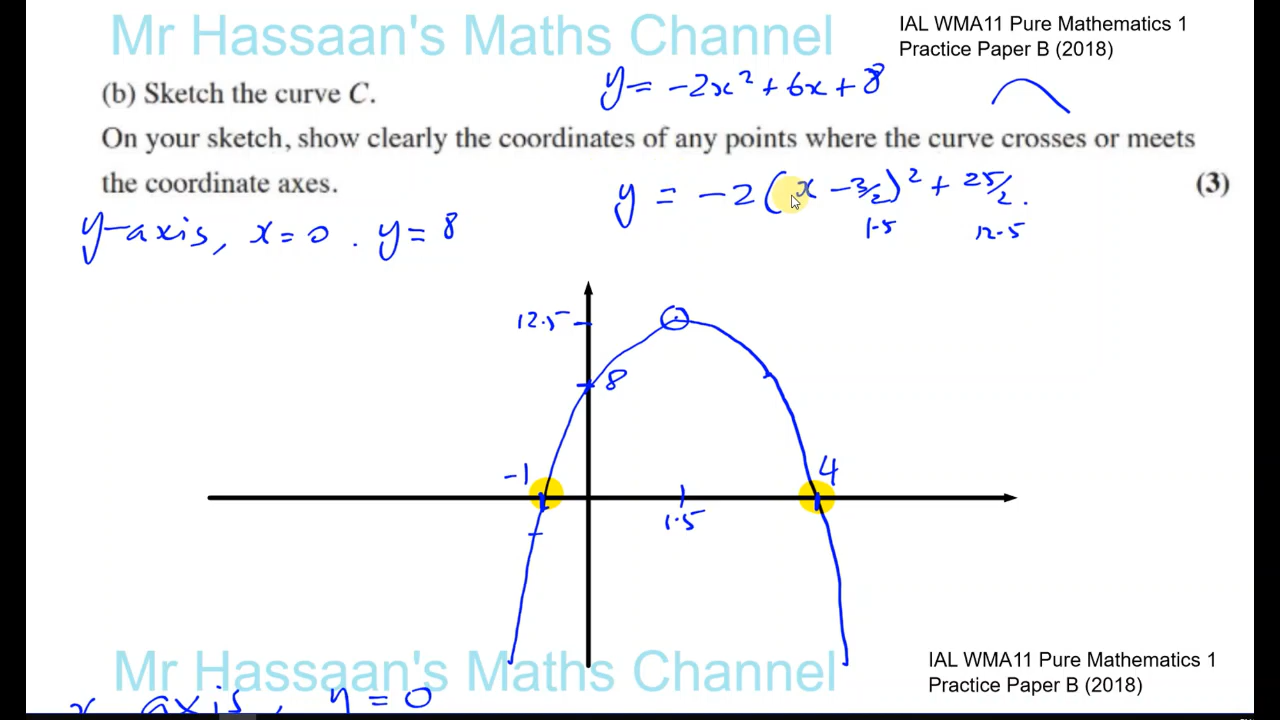 Mr Hassaan's Maths Channel
IAL WMA11 Pure Mathematics 1
Practice Paper B (2018)
(b) Sketch the curve C.
y = -2x² + 6x + 8
On your sketch, show clearly the coordinates of any points where the curve crosses or meets
the coordinate axes.
(3)
y = -2(x - 3/2)² + 25/2.
1.5
12.5
y-axis, x=0. y= 8
12.5
8
-1
4
1.5
Mr Hassaan's Maths Channel
IAL WMA11 Pure Mathematics 1
Practice Paper B (2018)
x axis, y = 0